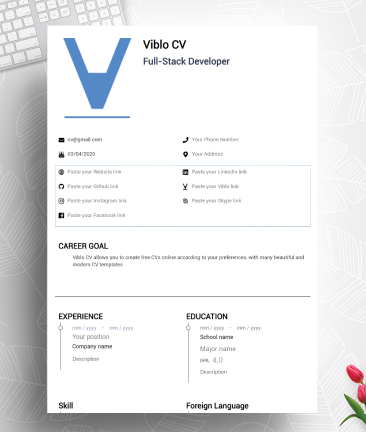 Viblo CV
Full-Stack Developer
cv@gmail.com
Your Phone Number
03/04/2020
Your Address
Paste your Website link
Paste your LinkedIn link
Paste your Github link
Paste your Viblo link
Paste your Instagram link
Paste your Skype link
Paste your Facebook link
CAREER GOAL
Viblo CV allows you to create free CVs online according to your preferences, with many beautiful and
modern CV templates
EXPERIENCE
mm / yyyy - mm / yyyy
Your position
Company name
Description
EDUCATION
mm / yyyy - mm / yyyy
School name
Major name
GPA: 4.0
Description
Skill
Foreign Language